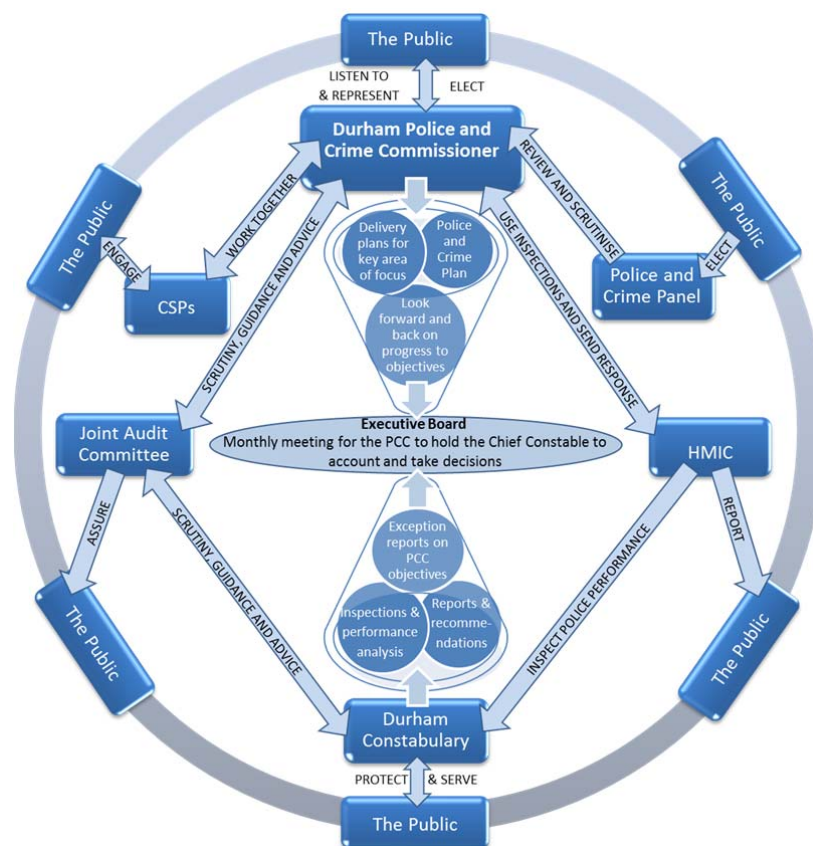 The Public
LISTEN TO
& REPRESENT
ELECT
Durham Police and
Crime Commissioner
The Public
ENGAGE
CSPs
WORK TOGETHER
SCRUTINY, GUIDANCE AND ADVICE
Delivery
plans for
key area
of focus
Police
and
Crime
Plan
Look
forward and
back on
progress to
objectives
REVIEW AND SCRUTINISE
USE INSPECTIONS AND SEND RESPONSE
The Public
ELECT
Police and
Crime Panel
Joint Audit
Committee
Executive Board
Monthly meeting for the PCC to hold the Chief Constable to
account and take decisions
HMIC
ASSURE
The Public
SCRUTINY, GUIDANCE AND ADVICE
Exception
reports on
PCC
objectives
Inspections &
performance
analysis
Reports &
recomme-
ndations
INSPECT POLICE PERFORMANCE
REPORT
The Public
Durham
Constabulary
PROTECT
& SERVE
The Public